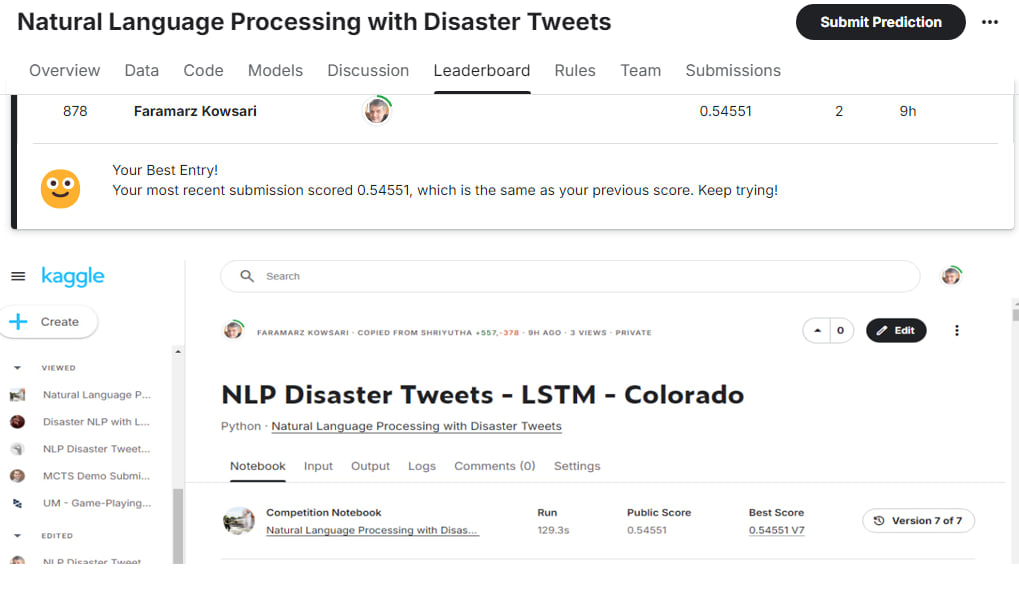 Natural Language Processing with Disaster Tweets
Submit Prediction
Overview Data Code Models Discussion Leaderboard Rules Team Submissions
878 Faramarz Kowsari 0.54551 2 9h
Your Best Entry!
Your most recent submission scored 0.54551, which is the same as your previous score. Keep trying!
kaggle
Search
Create
FARAMARZ KOWSARI · COPIED FROM SHRIYUTHA +557,-378 · 9H AGO · 3 VIEWS · PRIVATE
0
Edit
VIEWED
Natural Language P...
Disaster NLP with L...
NLP Disaster Tweet...
MCTS Demo Submi...
UM - Game-Playing...
EDITED
NLP Disaster Tweet
NLP Disaster Tweets - LSTM - Colorado
Python · Natural Language Processing with Disaster Tweets
Notebook Input Output Logs Comments (0) Settings
Competition Notebook Run Public Score Best Score
Natural Language Processing with Disas... 129.3s 0.54551 0.54551 V7
Version 7 of 7